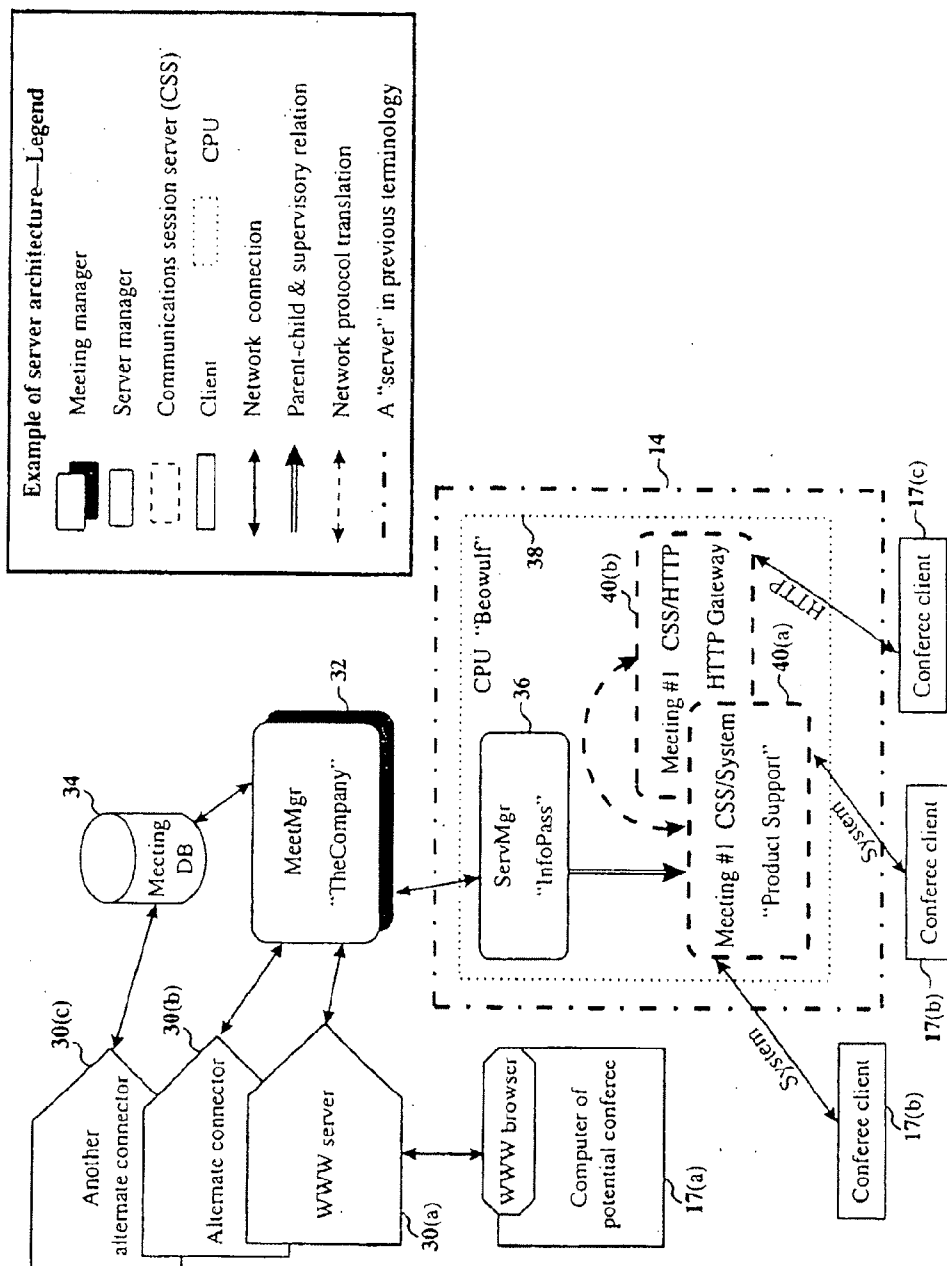 Example of server architecture—Legend
Meeting manager
Server manager
Communications session server (CSS)
Client
CPU
Network connection
Parent-child & supervisory relation
Network protocol translation
A "server" in previous terminology
30(c)
Another
alternate connector
30(b)
Alternate connector
WWW server
30(a)
34
Meeting
DB
32
MeetMgr
"TheCompany"
WWW browser
Computer of
potential conferee
17(a)
14
38
CPU "Beowulf"
36
ServMgr
"InfoPass"
40(b)
Meeting #1 CSS/HTTP
HTTP Gateway
40(a)
Meeting #1 CSS/System
"Product Support"
System
System
HTTP
Conferee client
17(b)
Conferee client
17(b)
Conferee client
17(c)